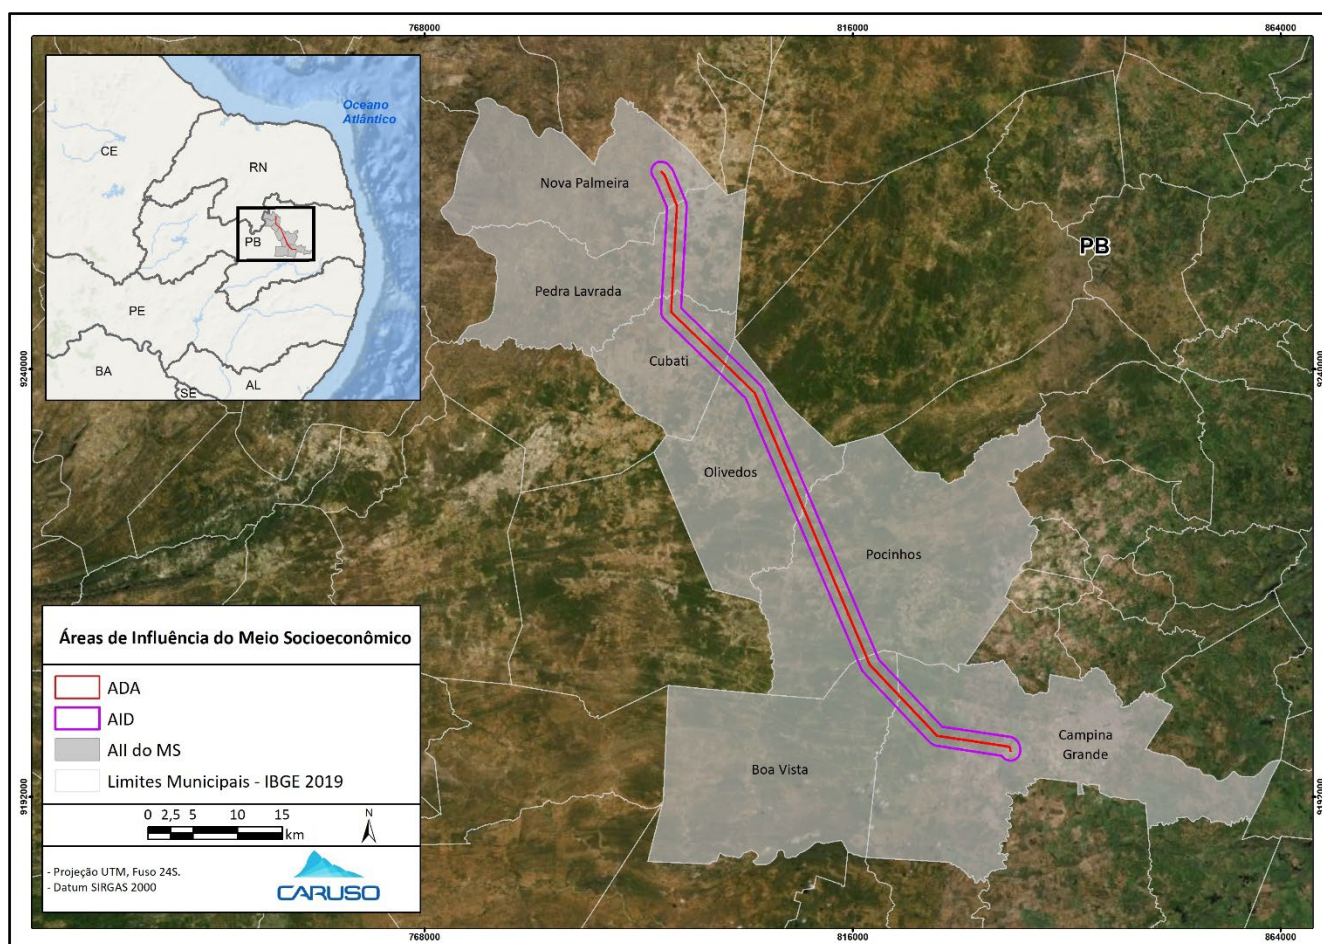 768000
816000
864000
Oceano
Atlântico
CE
RN
PB
PE
BA
SE
AL
Nova Palmeira
PB
Pedra Lavrada
Cubati
9240000
9240000
Olivedos
Pocinhos
Campina
Grande
Boa Vista
9192000
9192000
Áreas de Influência do Meio Socioeconômico
ADA
AID
AII do MS
Limites Municipais - IBGE 2019
0 2,5 5 10 15
km
N
- Projeção UTM, Fuso 24S.
- Datum SIRGAS 2000
CARUSO
768000
816000
864000